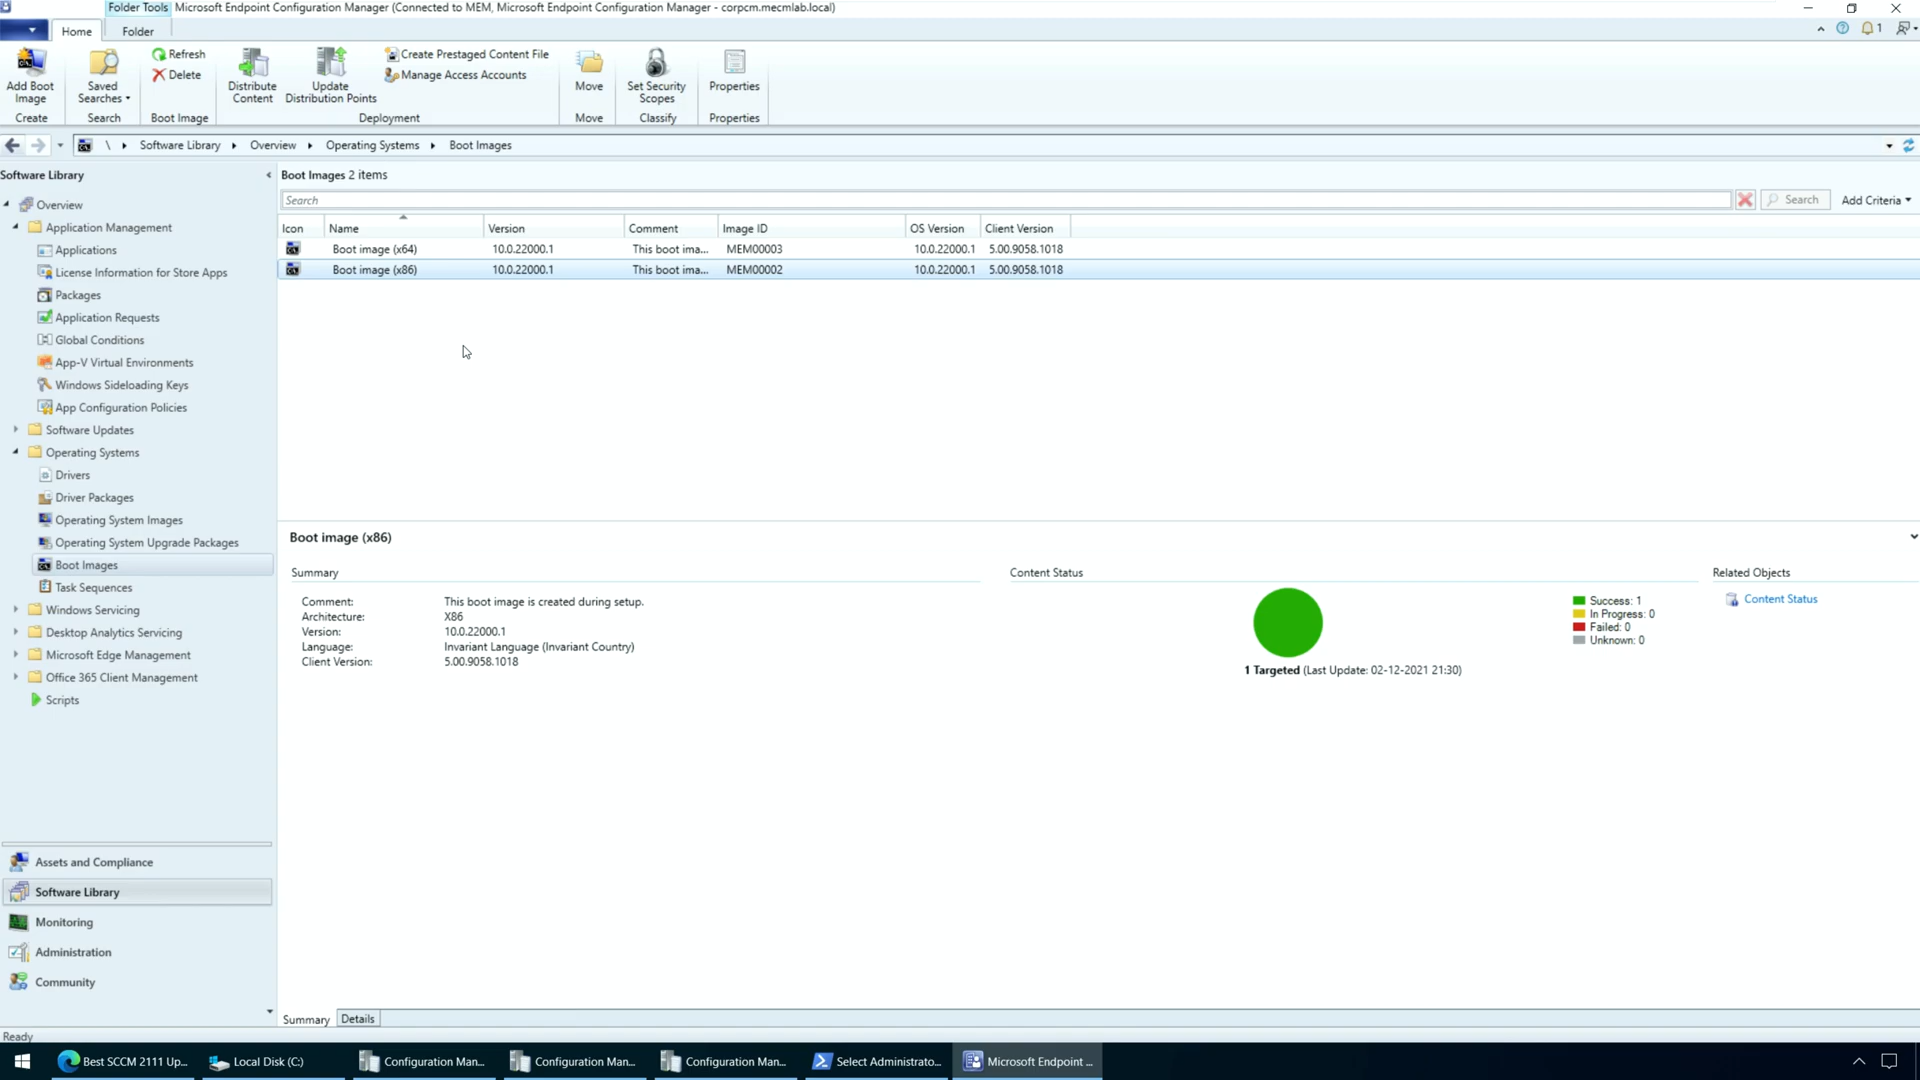 Folder Tools Microsoft Endpoint Configuration Manager (Connected to MEM, Microsoft Endpoint Configuration Manager - corpcm.mecmlab.local)
Home Folder
1
Add Boot Image
Saved Searches
Refresh
Delete
Distribute Content
Update Distribution Points
Create Prestaged Content File
Manage Access Accounts
Move
Set Security Scopes
Properties
Create Search Boot Image Deployment Move Classify Properties
\ Software Library Overview Operating Systems Boot Images
Software Library
Overview
Application Management
Applications
License Information for Store Apps
Packages
Application Requests
Global Conditions
App-V Virtual Environments
Windows Sideloading Keys
App Configuration Policies
Software Updates
Operating Systems
Drivers
Driver Packages
Operating System Images
Operating System Upgrade Packages
Boot Images
Task Sequences
Windows Servicing
Desktop Analytics Servicing
Microsoft Edge Management
Office 365 Client Management
Scripts
Assets and Compliance
Software Library
Monitoring
Administration
Community
Boot Images 2 items
Search Search Add Criteria
Icon Name Version Comment Image ID OS Version Client Version
Boot image (x64) 10.0.22000.1 This boot ima... MEM00003 10.0.22000.1 5.00.9058.1018
Boot image (x86) 10.0.22000.1 This boot ima... MEM00002 10.0.22000.1 5.00.9058.1018
Boot image (x86)
Summary
Comment: This boot image is created during setup.
Architecture: X86
Version: 10.0.22000.1
Language: Invariant Language (Invariant Country)
Client Version: 5.00.9058.1018
Content Status
Success: 1
In Progress: 0
Failed: 0
Unknown: 0
1 Targeted (Last Update: 02-12-2021 21:30)
Related Objects
Content Status
Summary Details
Ready
Best SCCM 2111 Up... Local Disk (C:) Configuration Man... Configuration Man... Configuration Man... Select Administrato... Microsoft Endpoint ...